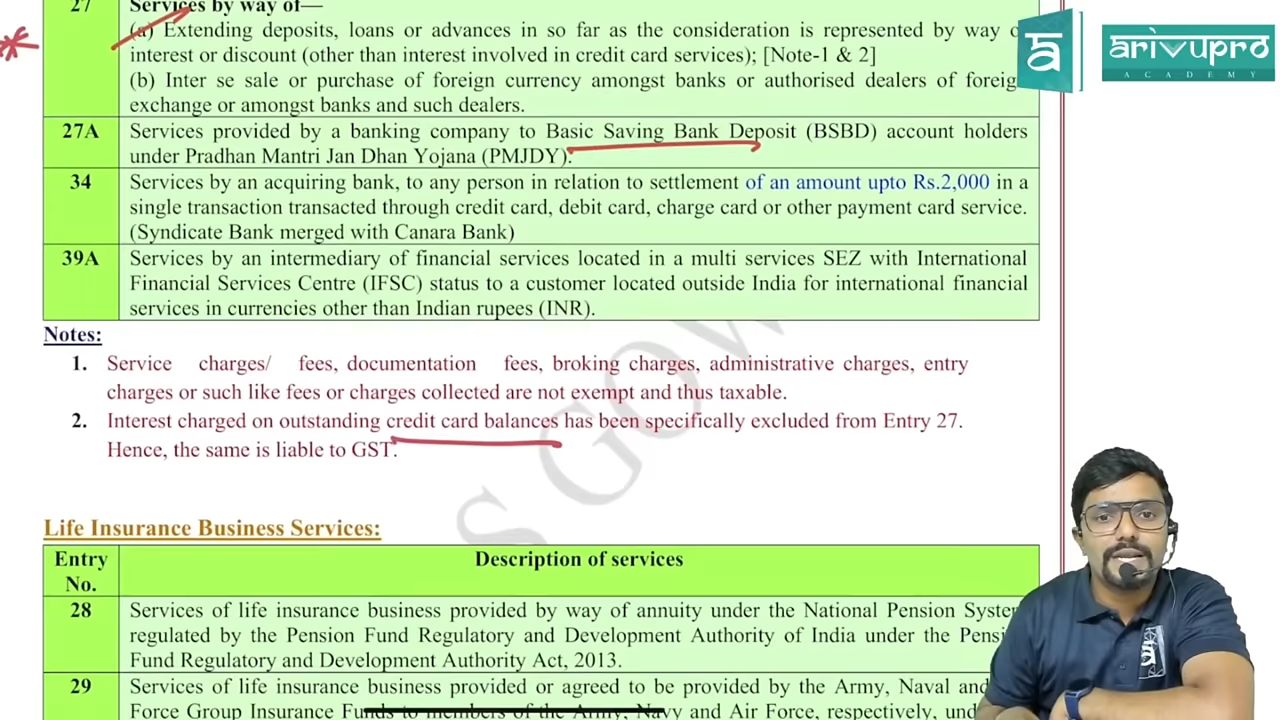 27
Services by way of—
(a) Extending deposits, loans or advances in so far as the consideration is represented by way
interest or discount (other than interest involved in credit card services); [Note-1 & 2]
(b) Inter se sale or purchase of foreign currency amongst banks or authorised dealers of
exchange or amongst banks and such dealers.
27A
Services provided by a banking company to Basic Saving Bank Deposit (BSBD) account holders
under Pradhan Mantri Jan Dhan Yojana (PMJDY).
34
Services by an acquiring bank, to any person in relation to settlement of an amount upto Rs.2,000 in a
single transaction transacted through credit card, debit card, charge card or other payment card service.
(Syndicate Bank merged with Canara Bank)
39A
Services by an intermediary of financial services located in a multi services SEZ with International
Financial Services Centre (IFSC) status to a customer located outside India for international financial
services in currencies other than Indian rupees (INR).
Notes:
1. Service charges/ fees, documentation fees, broking charges, administrative charges, entry
charges or such like fees or charges collected are not exempt and thus taxable.
2. Interest charged on outstanding credit card balances has been specifically excluded from Entry 27.
Hence, the same is liable to GST.
Life Insurance Business Services:
Entry
No.
Description of services
28
Services of life insurance business provided by way of annuity under the National Pension
regulated by the Pension Fund Regulatory and Development Authority of India under the
Fund Regulatory and Development Authority Act, 2013.
29
Services of life insurance business provided or agreed to be provided by the Army, Naval and
Force Group Insurance Funds to members of the Army, Navy and Air Force, respectively,
S GOW
arivupro
ACADEMY